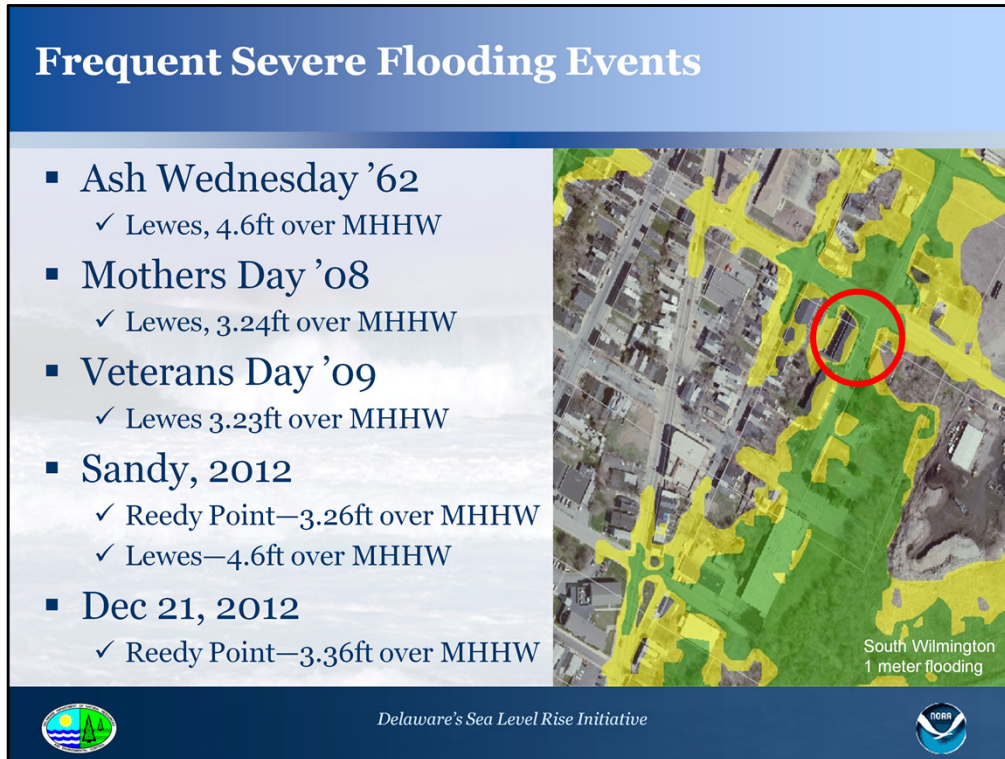 Frequent Severe Flooding Events
▪ Ash Wednesday ’62
✓ Lewes, 4.6ft over MHHW
▪ Mothers Day ’08
✓ Lewes, 3.24ft over MHHW
▪ Veterans Day ’09
✓ Lewes 3.23ft over MHHW
▪ Sandy, 2012
✓ Reedy Point—3.26ft over MHHW
✓ Lewes—4.6ft over MHHW
▪ Dec 21, 2012
✓ Reedy Point—3.36ft over MHHW
South Wilmington
1 meter flooding
Delaware’s Sea Level Rise Initiative
NOAA